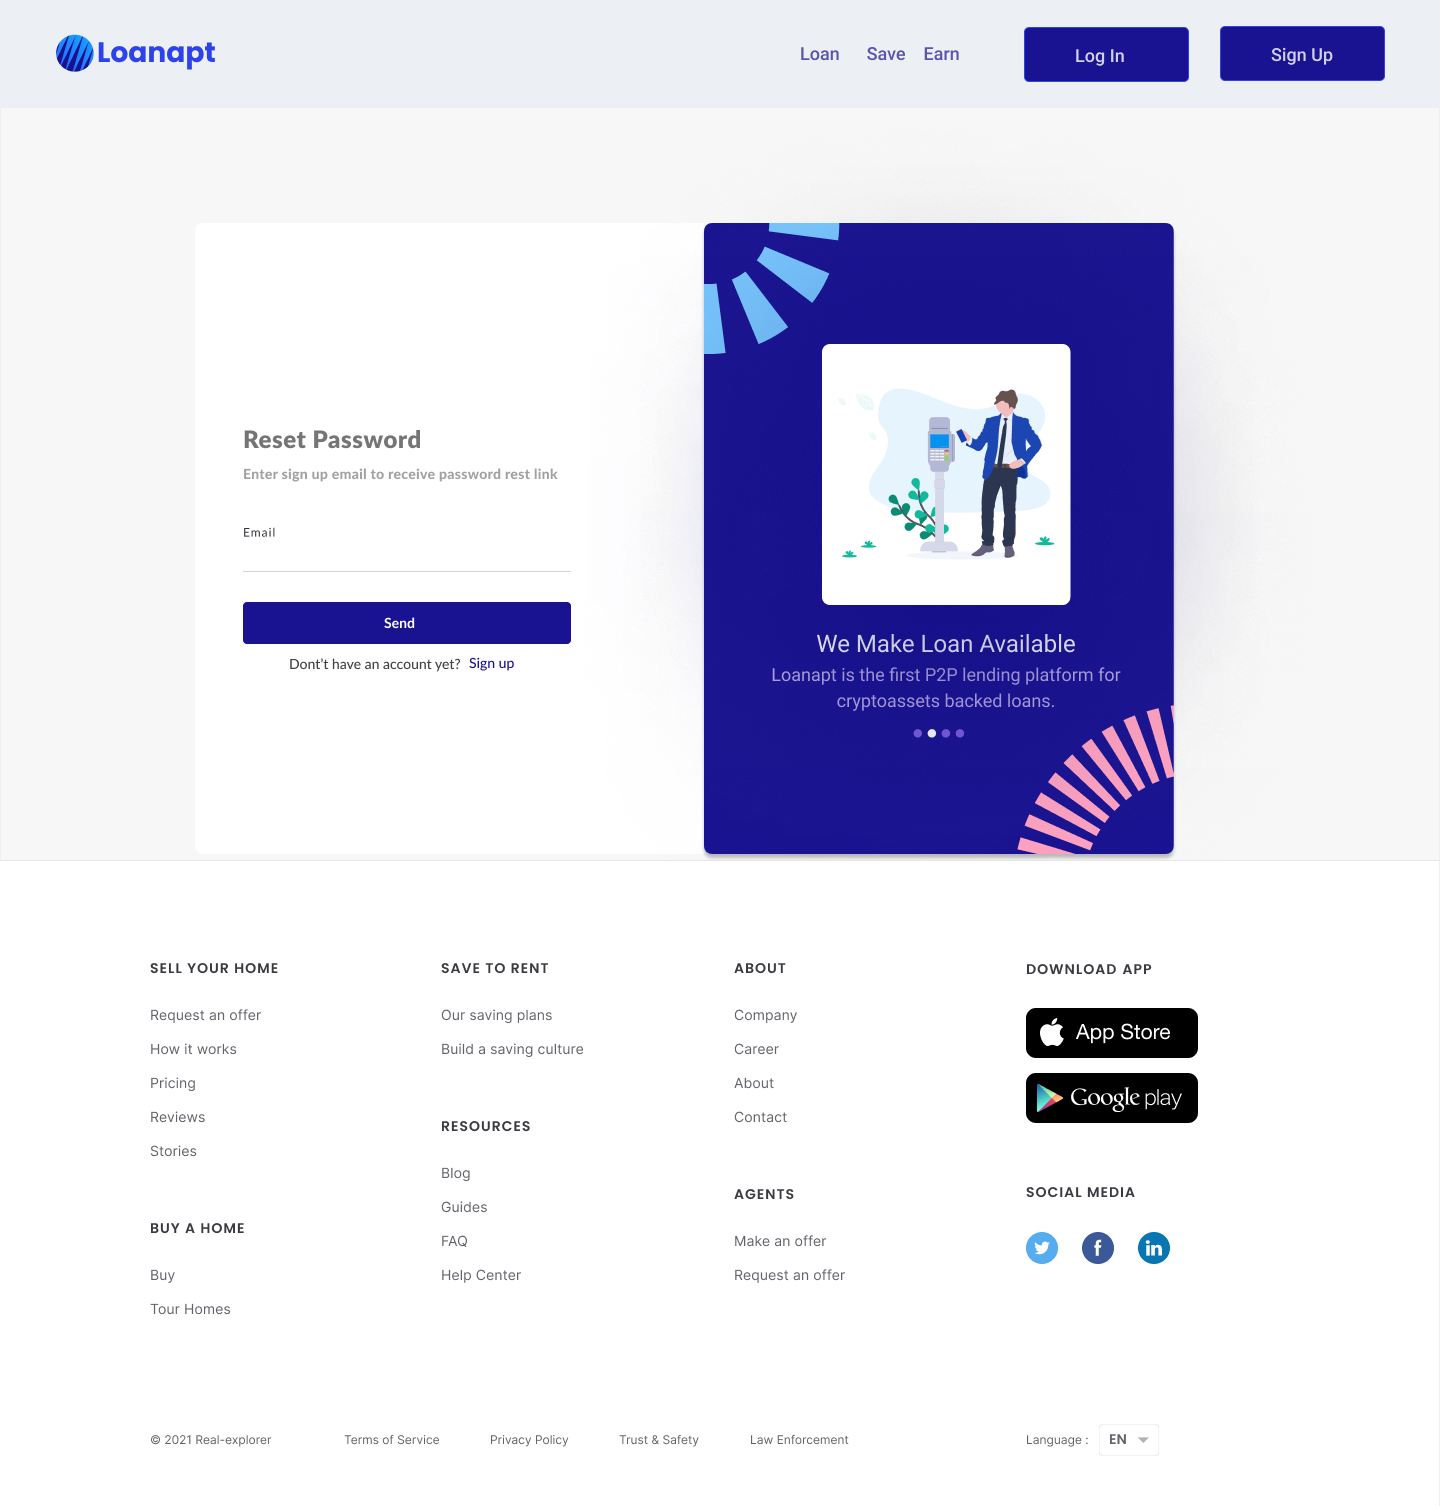 Loanapt
Loan Save Earn Log In Sign Up
Reset Password
Enter sign up email to receive password rest link
Email
Send
Dont't have an account yet? Sign up
We Make Loan Available
Loanapt is the first P2P lending platform for
cryptoassets backed loans.
SELL YOUR HOME
Request an offer
How it works
Pricing
Reviews
Stories
BUY A HOME
Buy
Tour Homes
SAVE TO RENT
Our saving plans
Build a saving culture
RESOURCES
Blog
Guides
FAQ
Help Center
ABOUT
Company
Career
About
Contact
AGENTS
Make an offer
Request an offer
DOWNLOAD APP
App Store
Google play
SOCIAL MEDIA
f
in
© 2021 Real-explorer Terms of Service Privacy Policy Trust & Safety Law Enforcement Language : EN